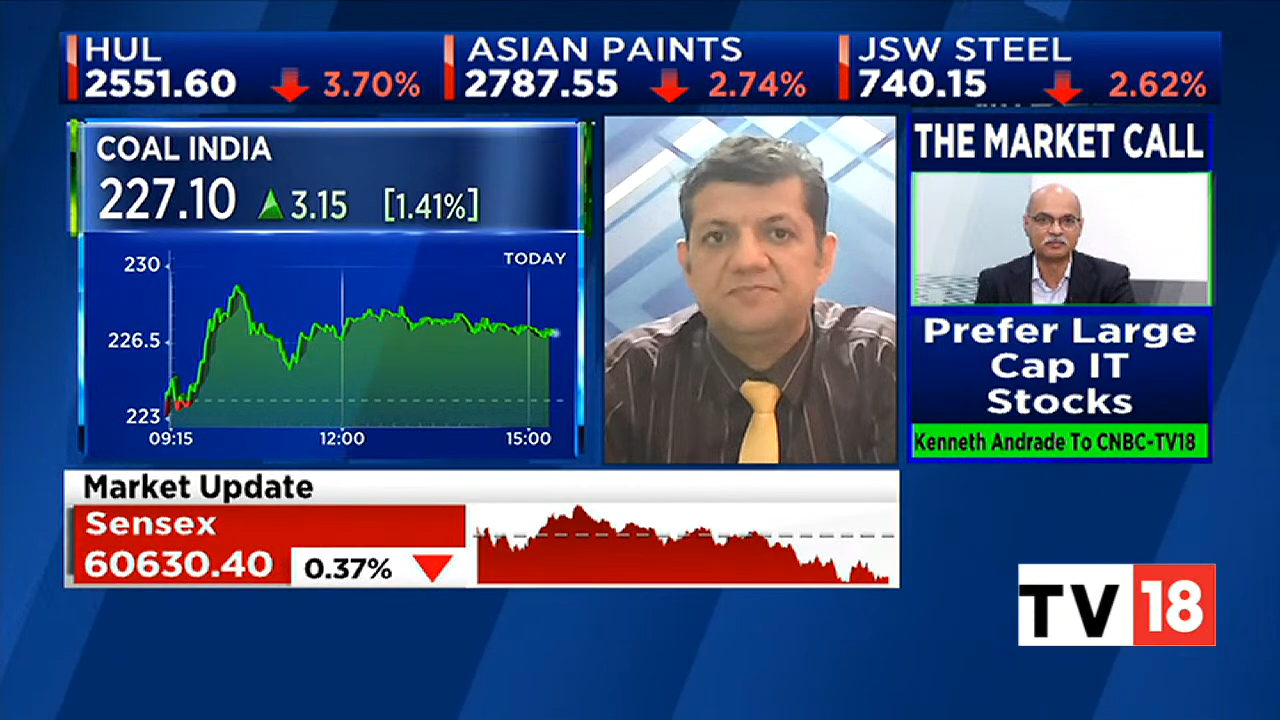 HUL
2551.60 3.70%
ASIAN PAINTS
2787.55 2.74%
JSW STEEL
740.15 2.62%
COAL INDIA
227.10 3.15 [1.41%]
TODAY
230
226.5
223
09:15 12:00 15:00
THE MARKET CALL
Prefer Large
Cap IT
Stocks
Kenneth Andrade To CNBC-TV18
Market Update
Sensex
60630.40 0.37%
TV18